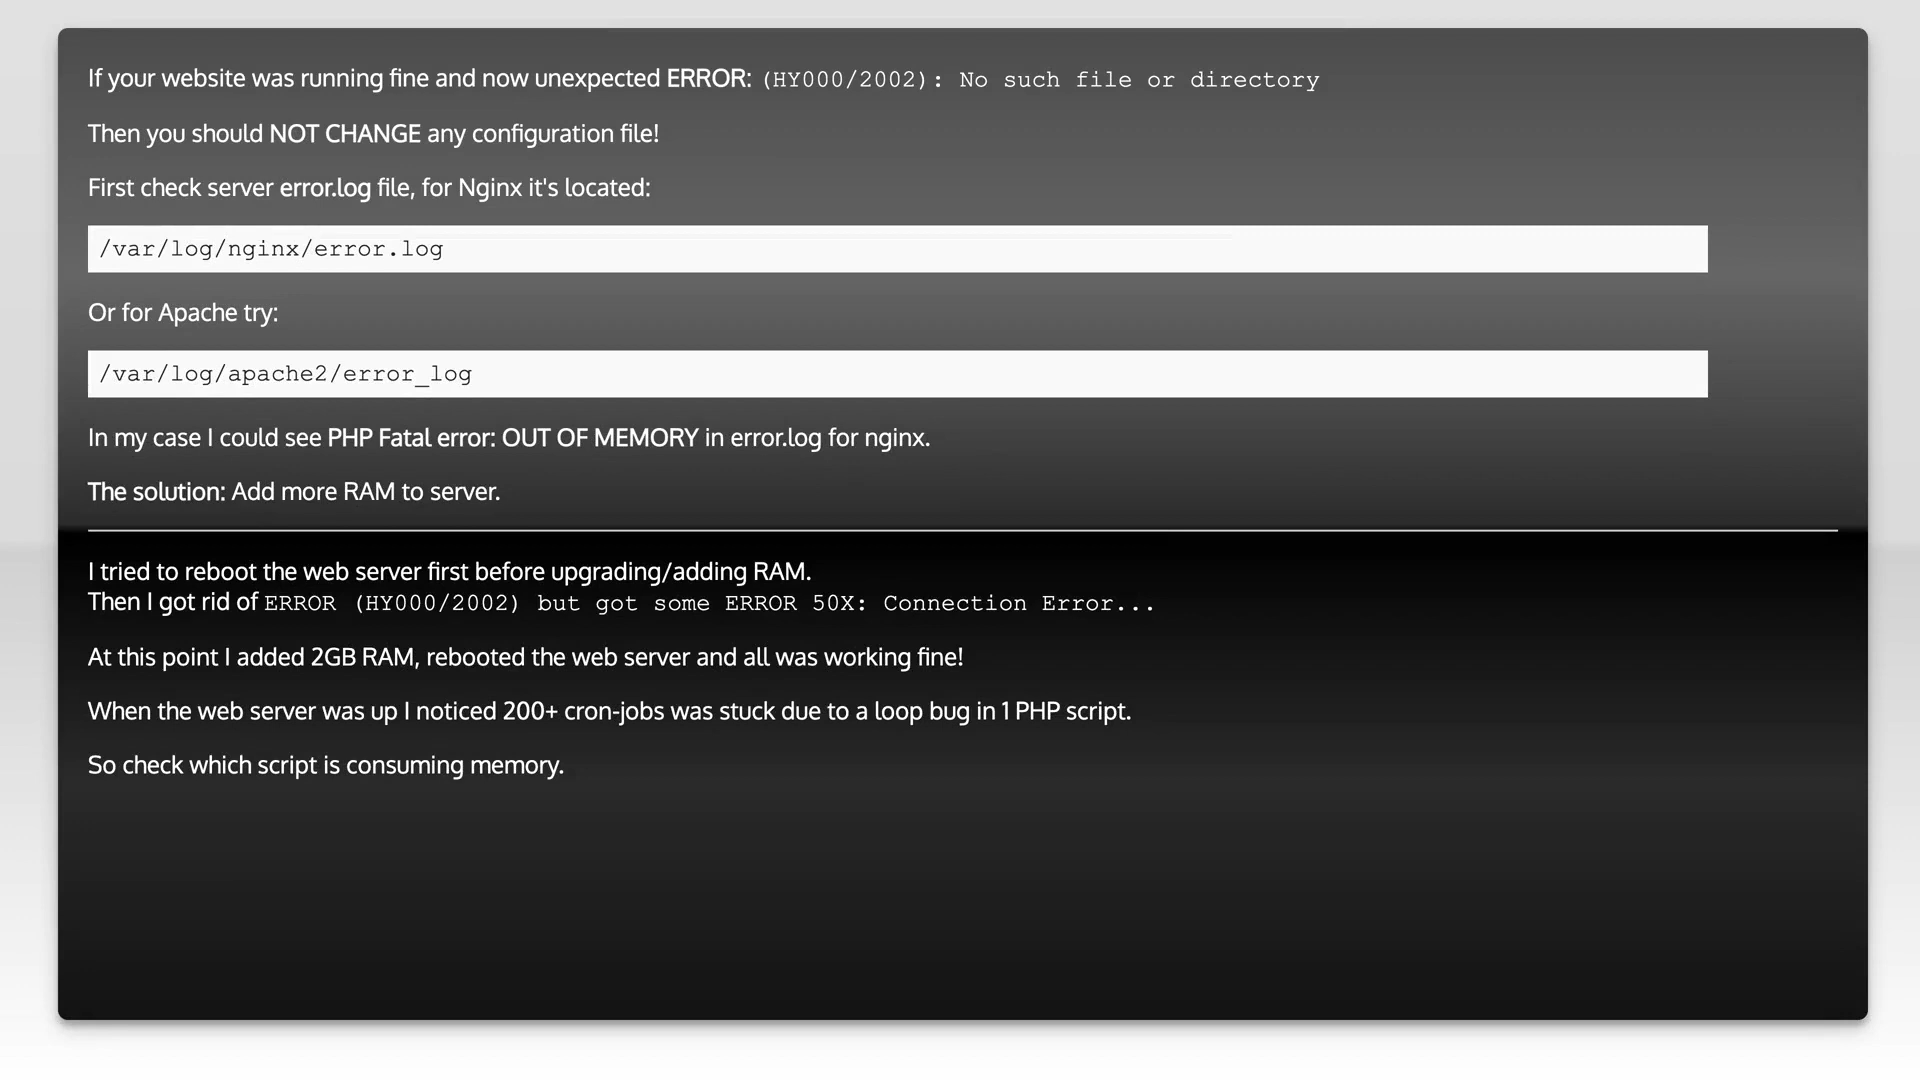 If your website was running fine and now unexpected ERROR: (HY000/2002): No such file or directory
Then you should NOT CHANGE any configuration file!
First check server error.log file, for Nginx it's located:
/var/log/nginx/error.log
Or for Apache try:
/var/log/apache2/error_log
In my case I could see PHP Fatal error: OUT OF MEMORY in error.log for nginx.
The solution: Add more RAM to server.
I tried to reboot the web server first before upgrading/adding RAM.
Then I got rid of ERROR (HY000/2002) but got some ERROR 50X: Connection Error...
At this point I added 2GB RAM, rebooted the web server and all was working fine!
When the web server was up I noticed 200+ cron-jobs was stuck due to a loop bug in 1 PHP script.
So check which script is consuming memory.